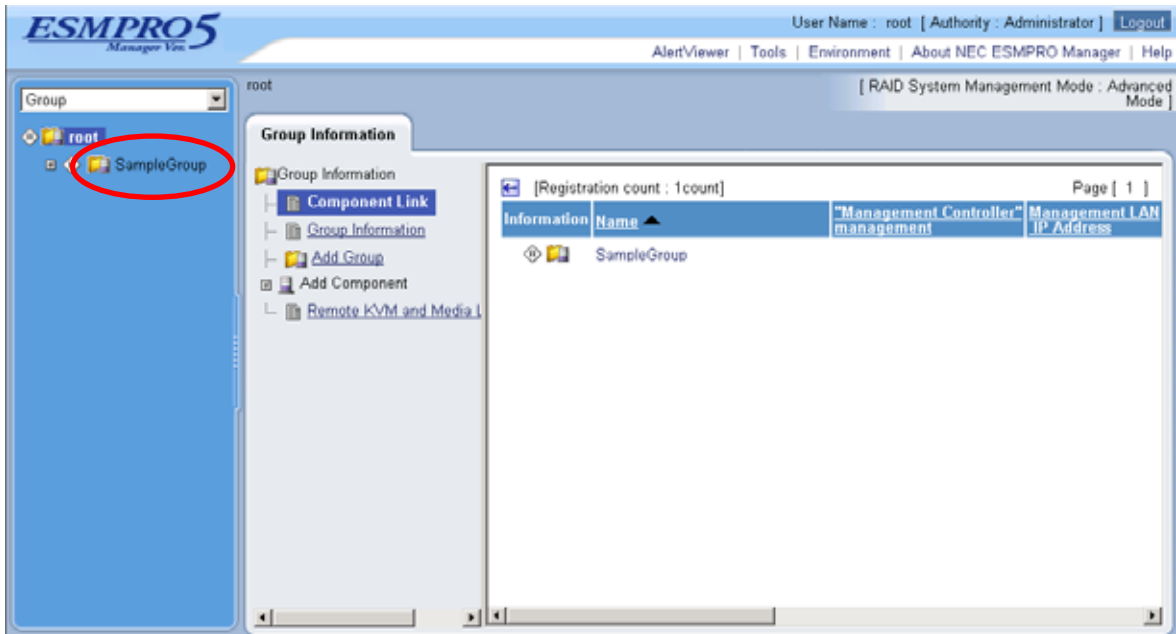 ESMPRO5
Manager Ver.
User Name : root [ Authority : Administrator ] Logout
AlertViewer | Tools | Environment | About NEC ESMPRO Manager | Help
Group
root
SampleGroup
root
[ RAID System Management Mode : Advanced
Mode ]
Group Information
Group Information
Component Link
Group Information
Add Group
Add Component
Remote KVM and Media L
[Registration count : 1count]
Page [ 1 ]
Information Name "Management Controller" management Management LAN IP Address
SampleGroup